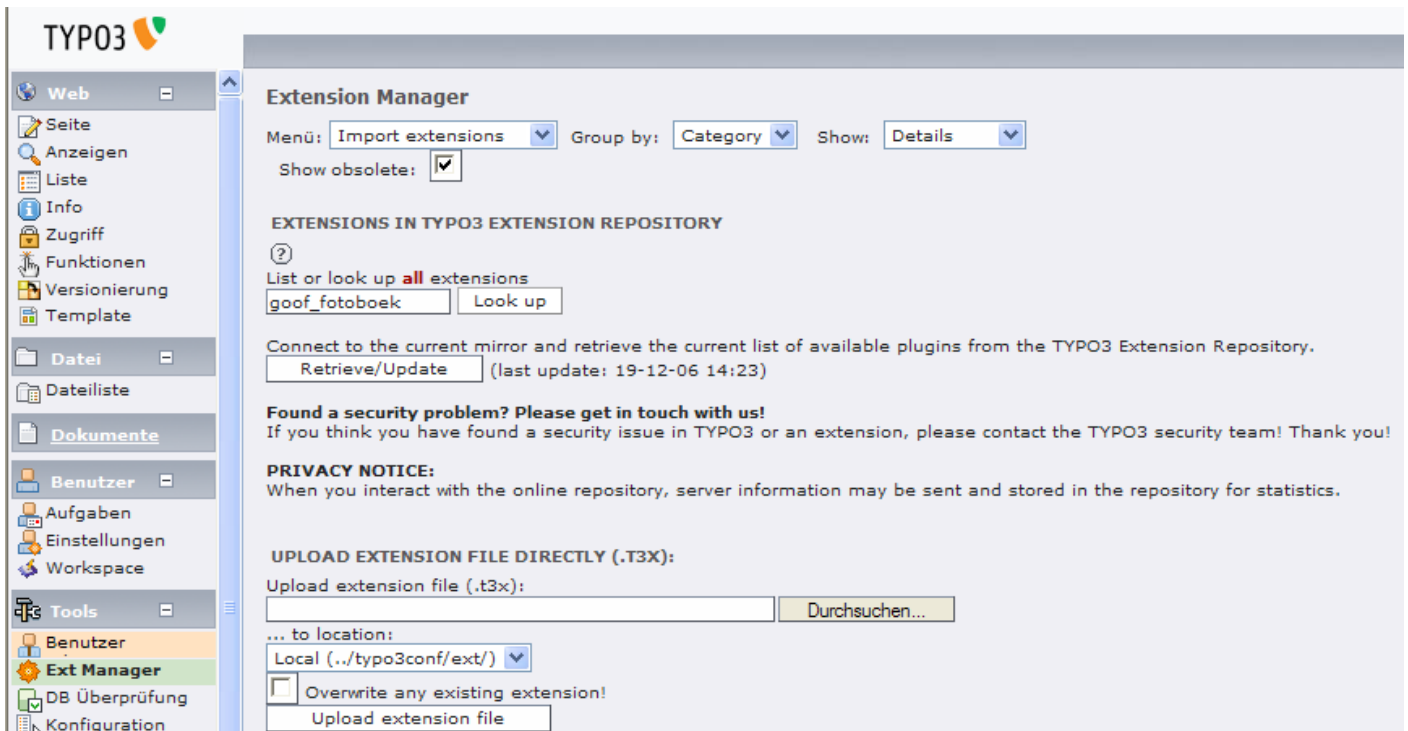 TYPO3
Web
Seite
Anzeigen
Liste
Info
Zugriff
Funktionen
Versionierung
Template
Datei
Dateiliste
Dokumente
Benutzer
Aufgaben
Einstellungen
Workspace
Tools
Benutzer
Ext Manager
DB Überprüfung
Konfiguration
Extension Manager
Menü: Import extensions Group by: Category Show: Details
Show obsolete:
EXTENSIONS IN TYPO3 EXTENSION REPOSITORY
?
List or look up all extensions
goof_fotoboek Look up
Connect to the current mirror and retrieve the current list of available plugins from the TYPO3 Extension Repository.
Retrieve/Update (last update: 19-12-06 14:23)
Found a security problem? Please get in touch with us!
If you think you have found a security issue in TYPO3 or an extension, please contact the TYPO3 security team! Thank you!
PRIVACY NOTICE:
When you interact with the online repository, server information may be sent and stored in the repository for statistics.
UPLOAD EXTENSION FILE DIRECTLY (.T3X):
Upload extension file (.t3x):
Durchsuchen...
... to location:
Local (../typo3conf/ext/)
Overwrite any existing extension!
Upload extension file